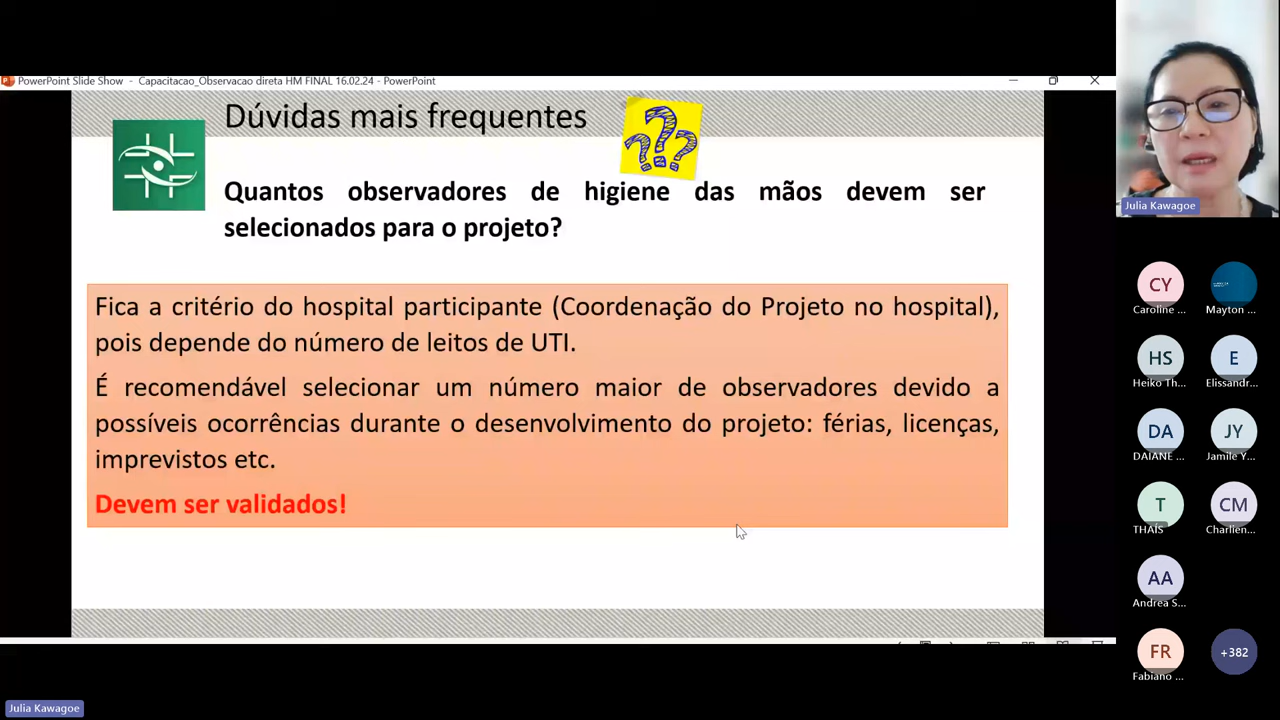 PowerPoint Slide Show - Capacitacao_Observacao direta HM FINAL 16.02.24 - PowerPoint
Dúvidas mais frequentes
???
Quantos observadores de higiene das mãos devem ser
selecionados para o projeto?
Fica a critério do hospital participante (Coordenação do Projeto no hospital),
pois depende do número de leitos de UTI.
É recomendável selecionar um número maior de observadores devido a
possíveis ocorrências durante o desenvolvimento do projeto: férias, licenças,
imprevistos etc.
Devem ser validados!
Julia Kawagoe
Julia Kawagoe
CY
Caroline ...
Mayton ...
HS
Heiko Th...
E
Elissandr...
DA
DAIANE ...
JY
Jamile Y...
T
THAÍS
CM
Charlien...
AA
Andrea S...
FR
Fabiano ...
+382